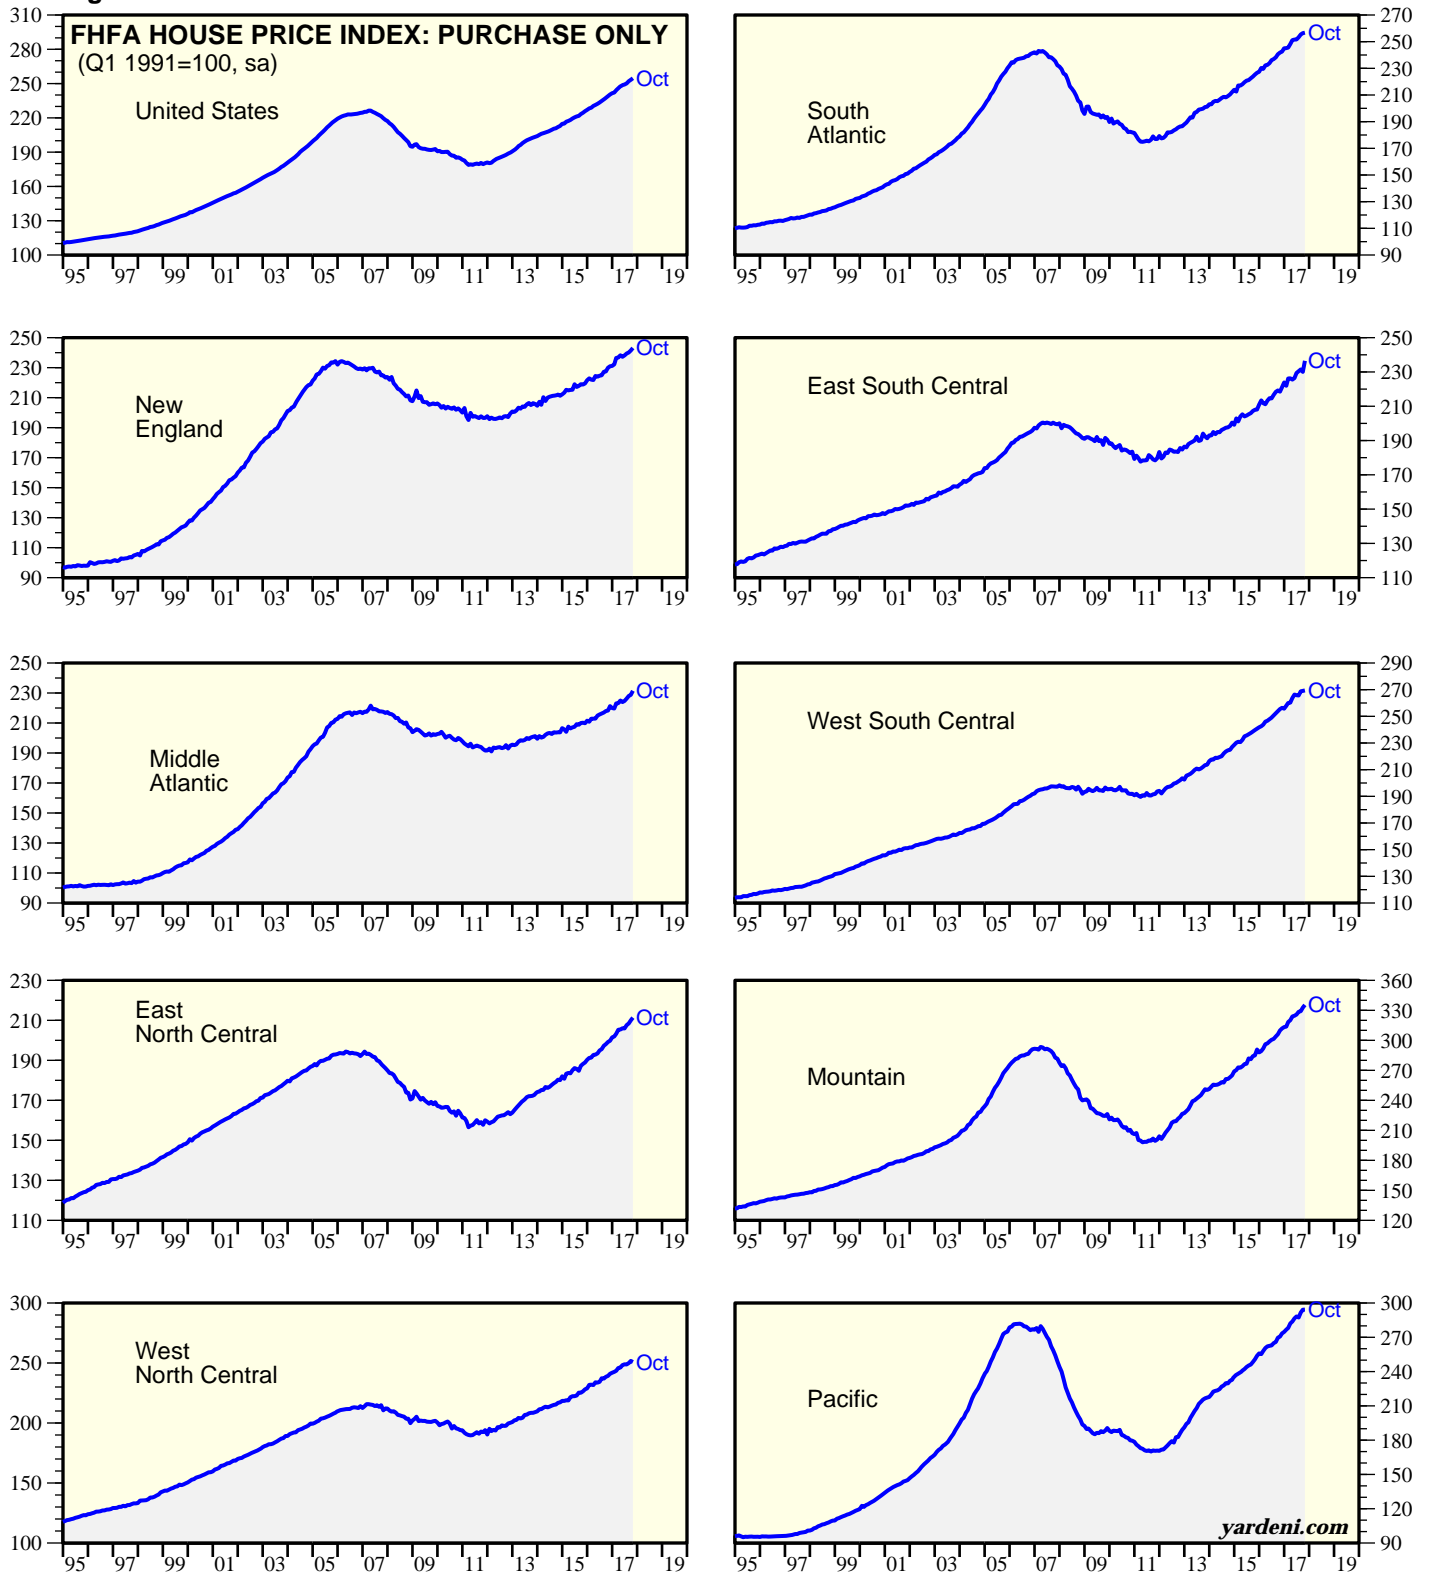 FHFA HOUSE PRICE INDEX: PURCHASE ONLY
(Q1 1991=100, sa)
United States
Oct
310
280
250
220
190
160
130
100
95 97 99 01 03 05 07 09 11 13 15 17 19
South
Atlantic
Oct
270
250
230
210
190
170
150
130
110
90
95 97 99 01 03 05 07 09 11 13 15 17 19
New
England
Oct
250
230
210
190
170
150
130
110
90
95 97 99 01 03 05 07 09 11 13 15 17 19
East South Central
Oct
250
230
210
190
170
150
130
110
95 97 99 01 03 05 07 09 11 13 15 17 19
Middle
Atlantic
Oct
250
230
210
190
170
150
130
110
90
95 97 99 01 03 05 07 09 11 13 15 17 19
West South Central
Oct
290
270
250
230
210
190
170
150
130
110
95 97 99 01 03 05 07 09 11 13 15 17 19
East
North Central
Oct
230
210
190
170
150
130
110
95 97 99 01 03 05 07 09 11 13 15 17 19
Mountain
Oct
360
330
300
270
240
210
180
150
120
95 97 99 01 03 05 07 09 11 13 15 17 19
West
North Central
Oct
300
250
200
150
100
95 97 99 01 03 05 07 09 11 13 15 17 19
Pacific
Oct
300
270
240
210
180
150
120
90
yardeni.com
95 97 99 01 03 05 07 09 11 13 15 17 19